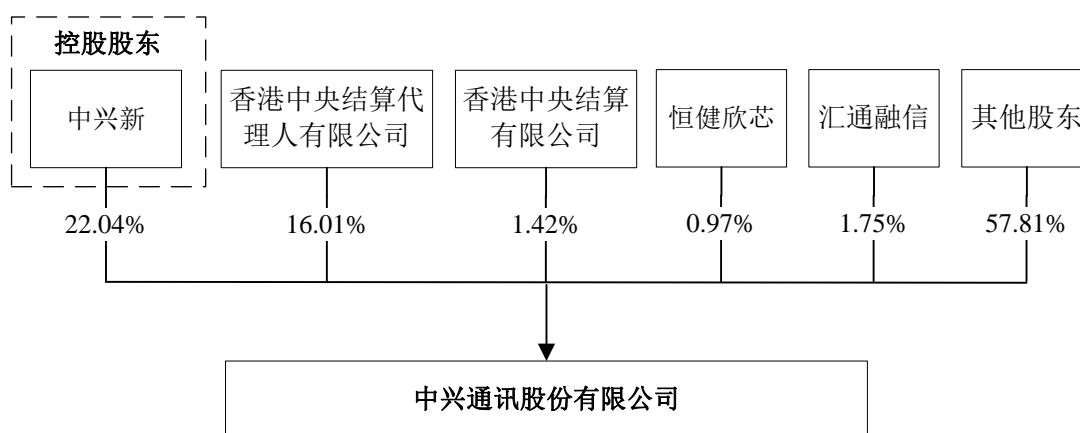 控股股东
中兴新
香港中央结算代
理人有限公司
香港中央结算
有限公司
恒健欣芯
汇通融信
其他股东
22.04%
16.01%
1.42%
0.97%
1.75%
57.81%
中兴通讯股份有限公司